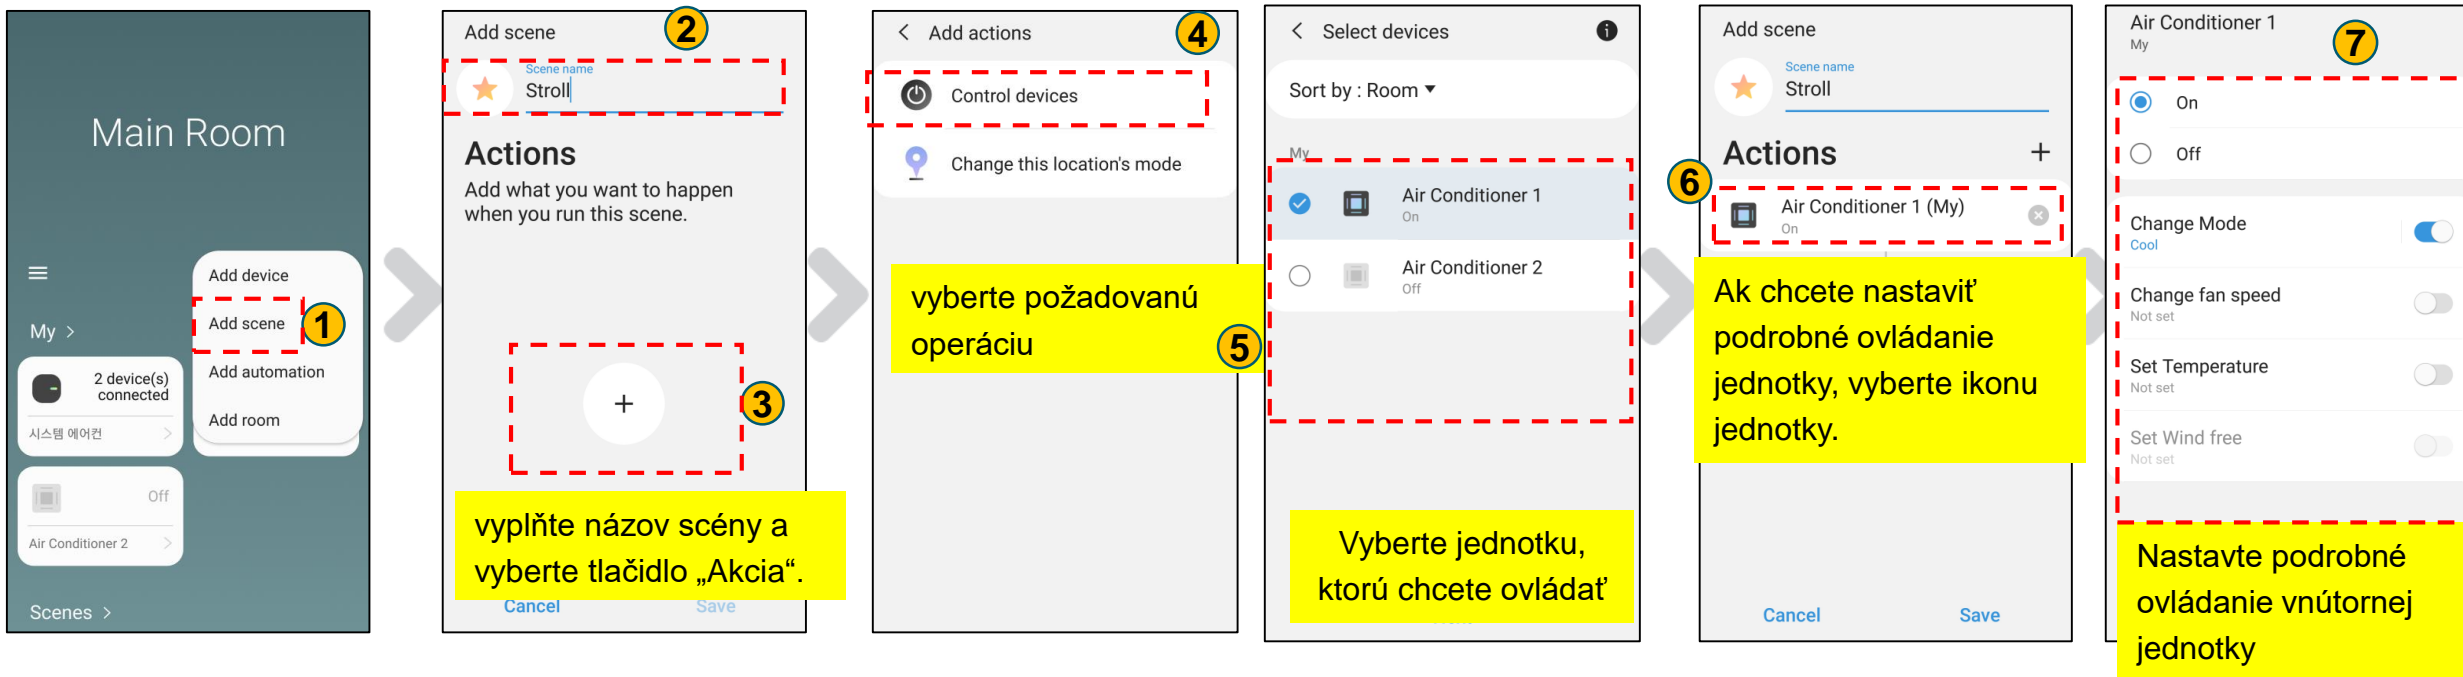 Main Room
Add device
Add scene
1
Add automation
Add room
My >
2 device(s)
connected
시스템 에어컨
Off
Air Conditioner 2
Scenes >
Add scene
2
Scene name
Stroll
Actions
Add what you want to happen
when you run this scene.
+
3
vyplňte názov scény a
vyberte tlačidlo „Akcia“.
Cancel
Save
Add actions
4
Control devices
Change this location's mode
vyberte požadovanú
operáciu
5
Select devices
Sort by : Room
My
Air Conditioner 1
On
Air Conditioner 2
Off
Vyberte jednotku,
ktorú chcete ovládať
Add scene
Scene name
Stroll
Actions +
6
Air Conditioner 1 (My)
On
Ak chcete nastaviť
podrobné ovládanie
jednotky, vyberte ikonu
jednotky.
Cancel
Save
Air Conditioner 1
My
7
On
Off
Change Mode
Cool
Change fan speed
Not set
Set Temperature
Not set
Set Wind free
Not set
Nastavte podrobné
ovládanie vnútornej
jednotky